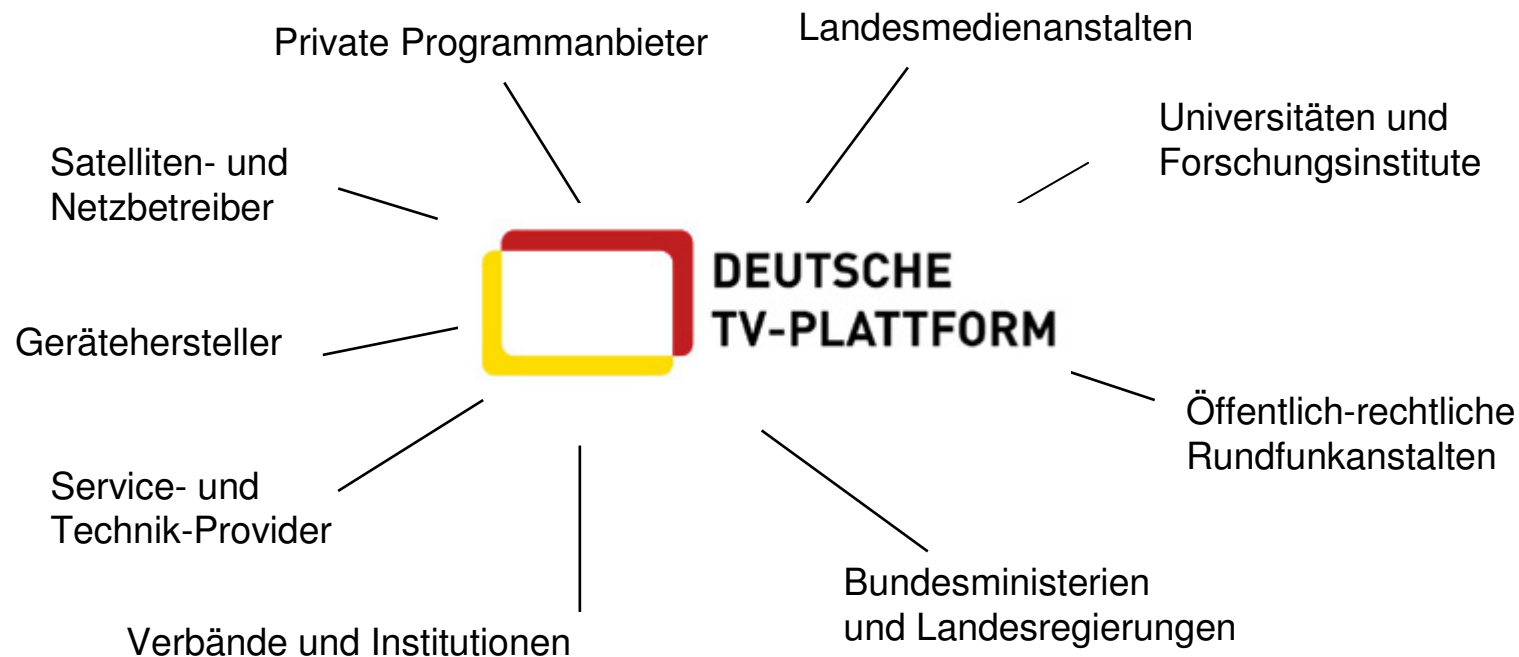 Private Programmanbieter
Landesmedienanstalten
Universitäten und
Forschungsinstitute
Satelliten- und
Netzbetreiber
DEUTSCHE
TV-PLATTFORM
Gerätehersteller
Öffentlich-rechtliche
Rundfunkanstalten
Service- und
Technik-Provider
Bundesministerien
und Landesregierungen
Verbände und Institutionen